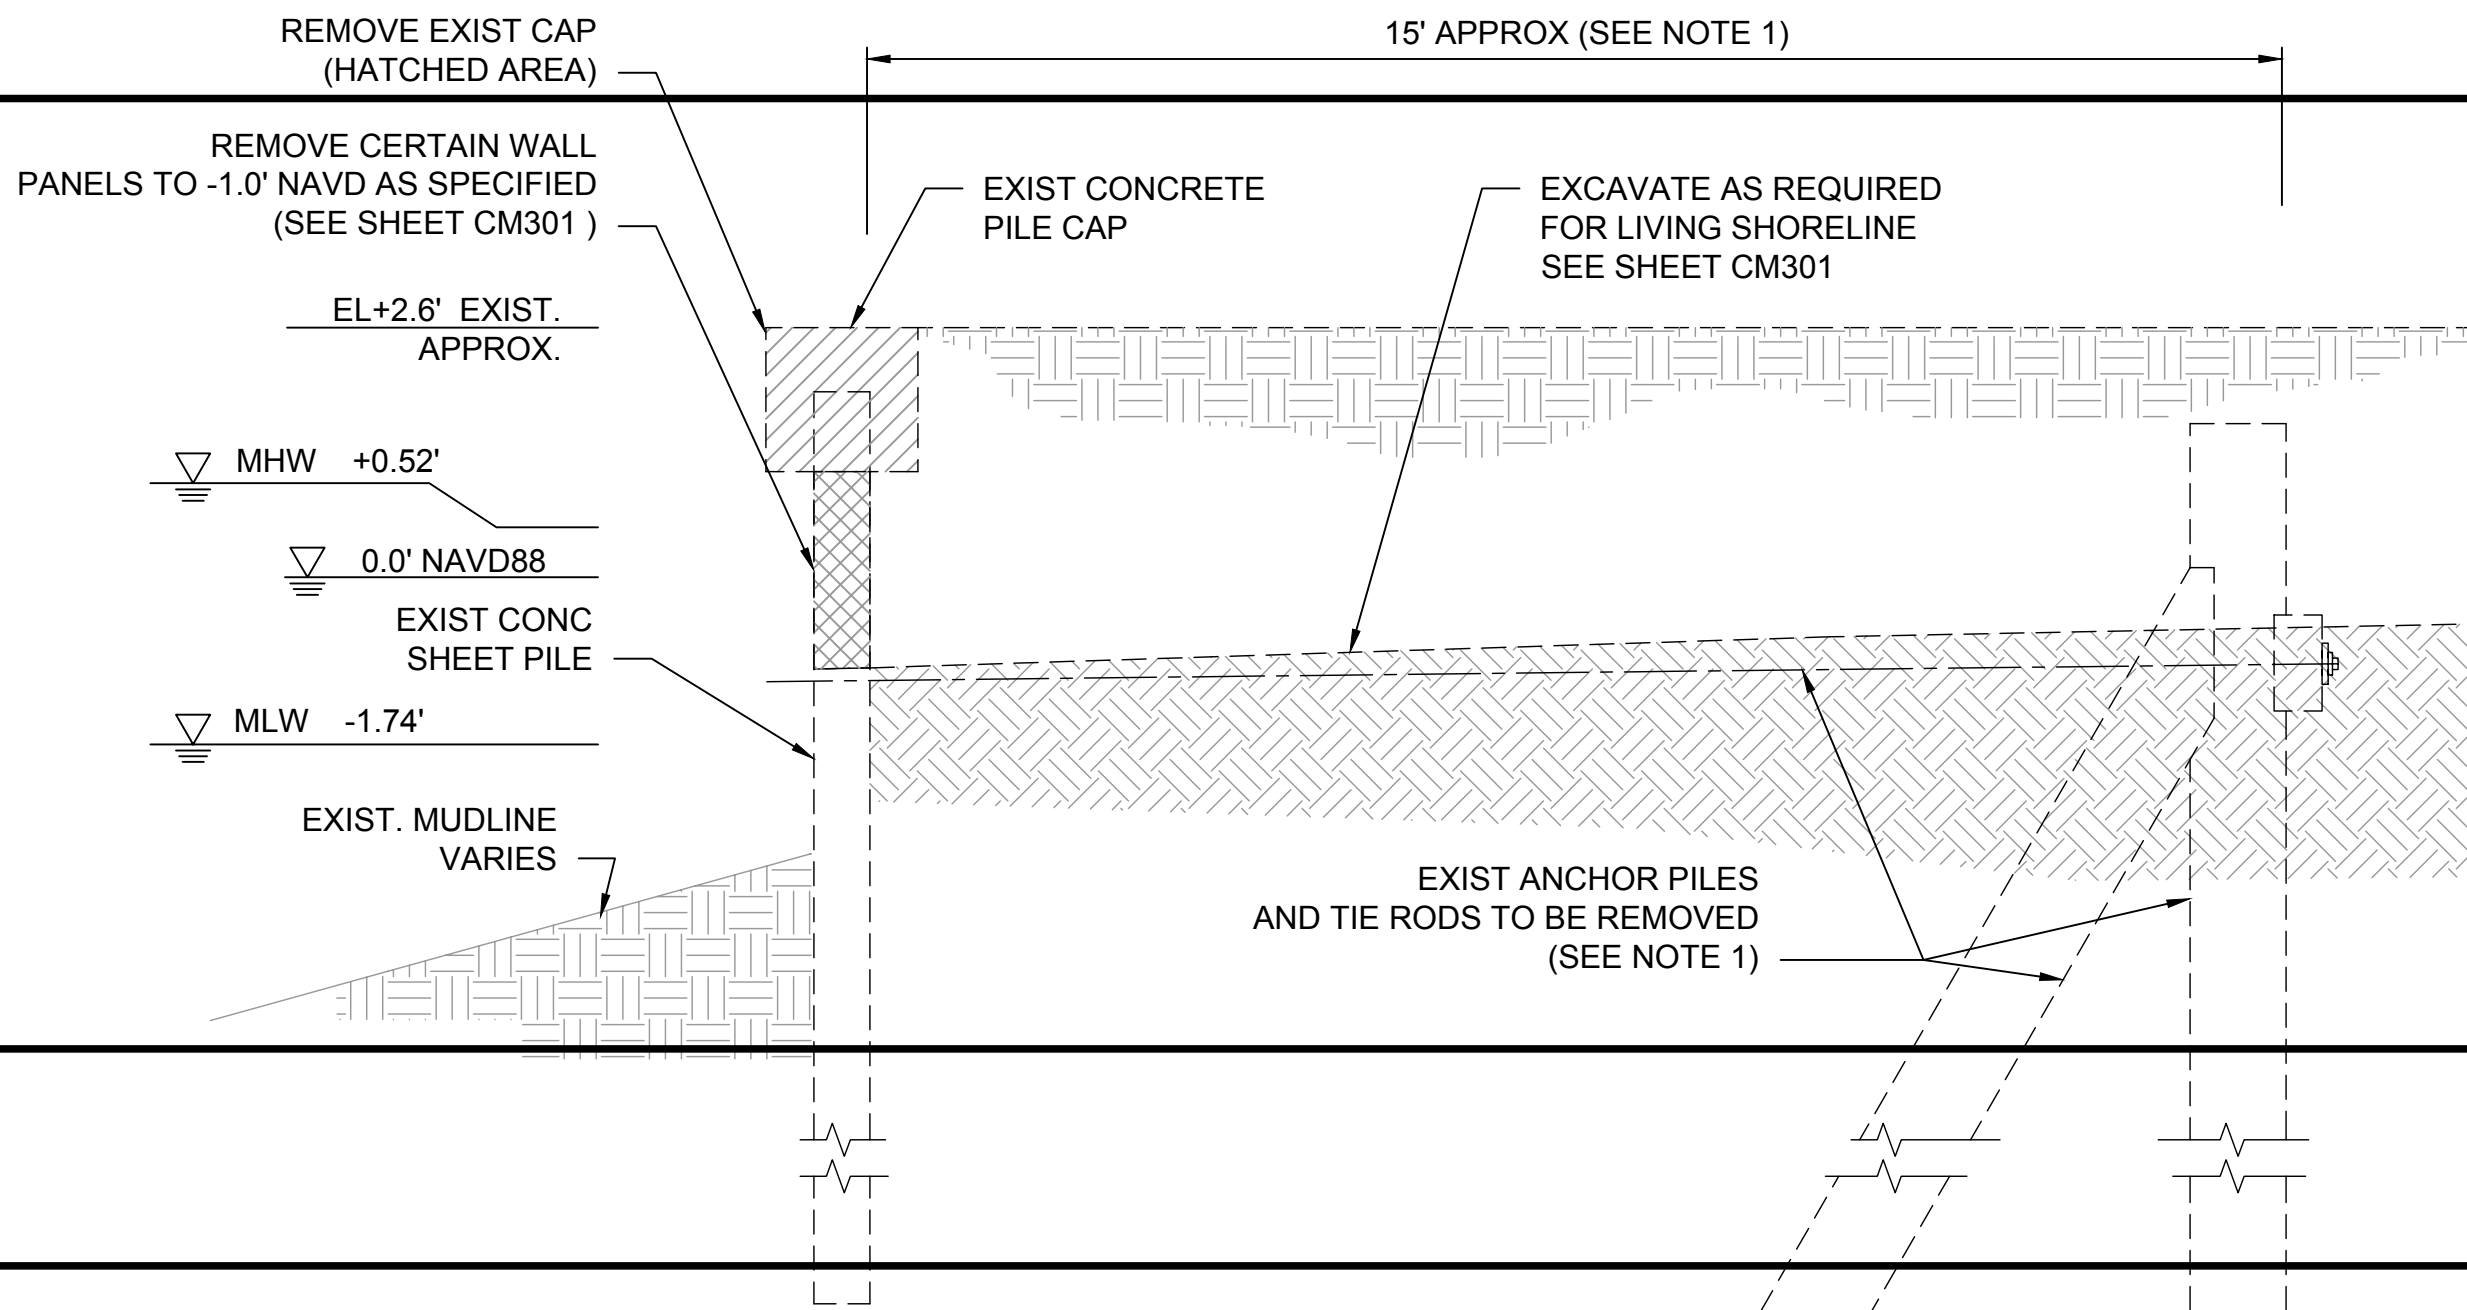 REMOVE EXIST CAP
(HATCHED AREA)
15' APPROX (SEE NOTE 1)
REMOVE CERTAIN WALL
PANELS TO -1.0' NAVD AS SPECIFIED
(SEE SHEET CM301 )
EXIST CONCRETE
PILE CAP
EXCAVATE AS REQUIRED
FOR LIVING SHORELINE
SEE SHEET CM301
EL+2.6' EXIST.
APPROX.
MHW +0.52'
0.0' NAVD88
EXIST CONC
SHEET PILE
MLW -1.74'
EXIST. MUDLINE
VARIES
EXIST ANCHOR PILES
AND TIE RODS TO BE REMOVED
(SEE NOTE 1)